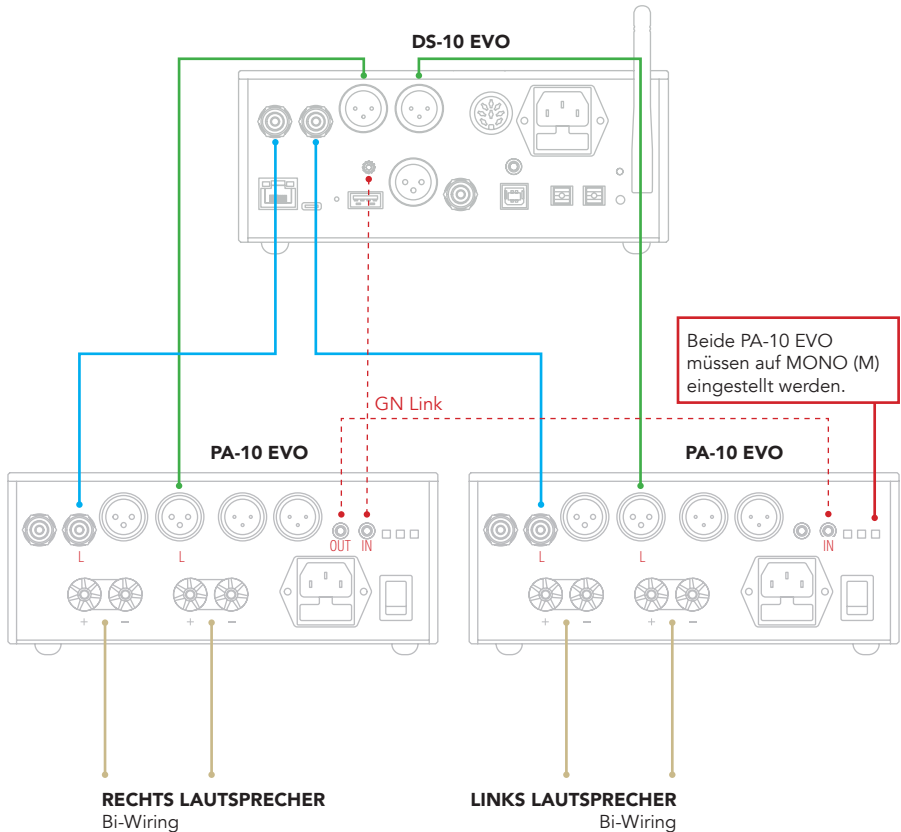 DS-10 EVO
Beide PA-10 EVO
müssen auf MONO (M)
eingestellt werden.
GN Link
PA-10 EVO
PA-10 EVO
L
L
OUT
IN
L
L
IN
+ −
+ −
+ −
+ −
RECHTS LAUTSPRECHER
Bi-Wiring
LINKS LAUTSPRECHER
Bi-Wiring